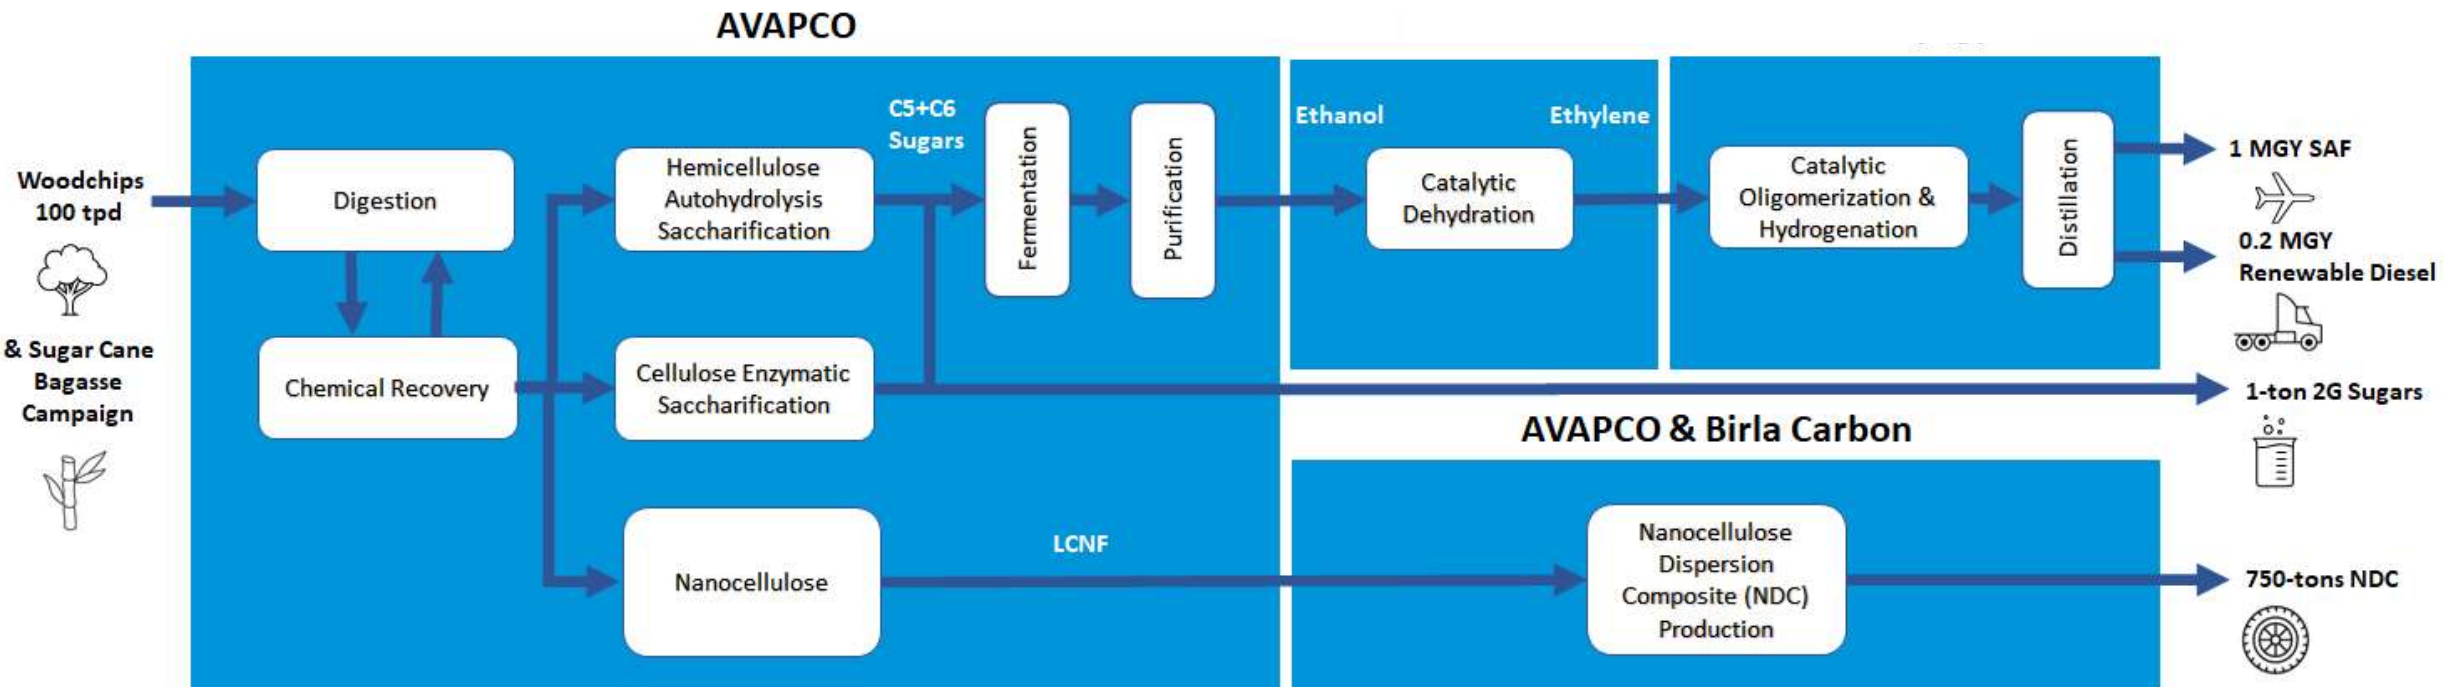 AVAPCO
Woodchips
100 tpd
& Sugar Cane
Bagasse
Campaign
Digestion
Chemical Recovery
Hemicellulose
Autohydrolysis
Saccharification
Cellulose Enzymatic
Saccharification
Nanocellulose
C5+C6
Sugars
Fermentation
Purification
LCNF
Ethanol
Ethylene
Catalytic
Dehydration
Catalytic
Oligomerization &
Hydrogenation
Distillation
1 MGY SAF
0.2 MGY
Renewable Diesel
1-ton 2G Sugars
AVAPCO & Birla Carbon
Nanocellulose
Dispersion
Composite (NDC)
Production
750-tons NDC